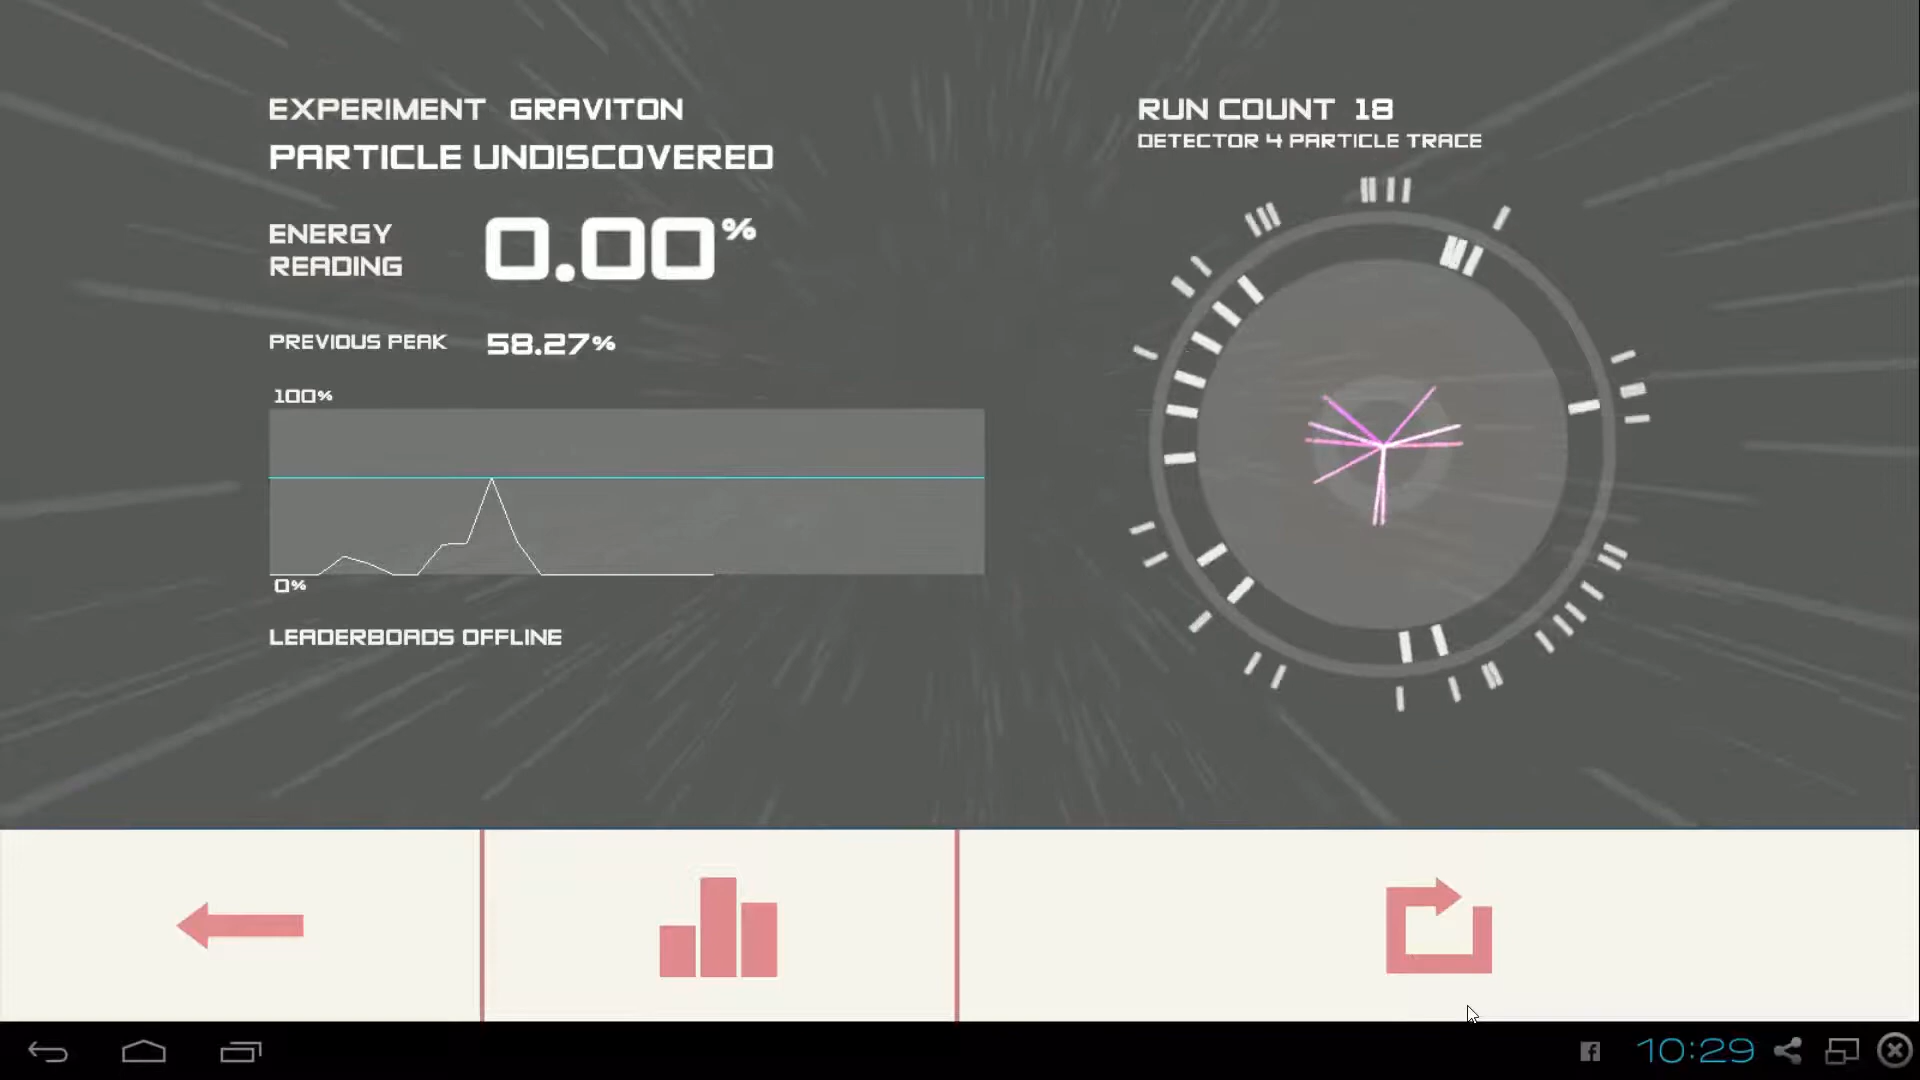 EXPERIMENT GRAVITON
PARTICLE UNDISCOVERED
ENERGY
READING
0.00%
PREVIOUS PEAK 58.27%
100%
0%
LEADERBOARDS OFFLINE
RUN COUNT 18
DETECTOR 4 PARTICLE TRACE
10:29